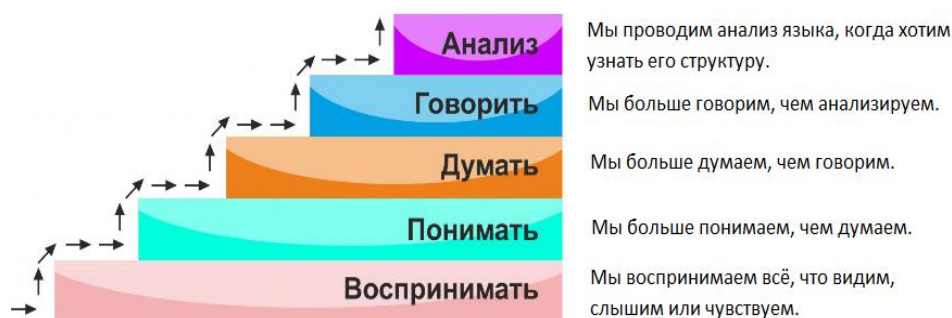 Анализ
Мы проводим анализ языка, когда хотим
узнать его структуру.
Говорить
Мы больше говорим, чем анализируем.
Думать
Мы больше думаем, чем говорим.
Понимать
Мы больше понимаем, чем думаем.
Воспринимать
Мы воспринимаем всё, что видим,
слышим или чувствуем.